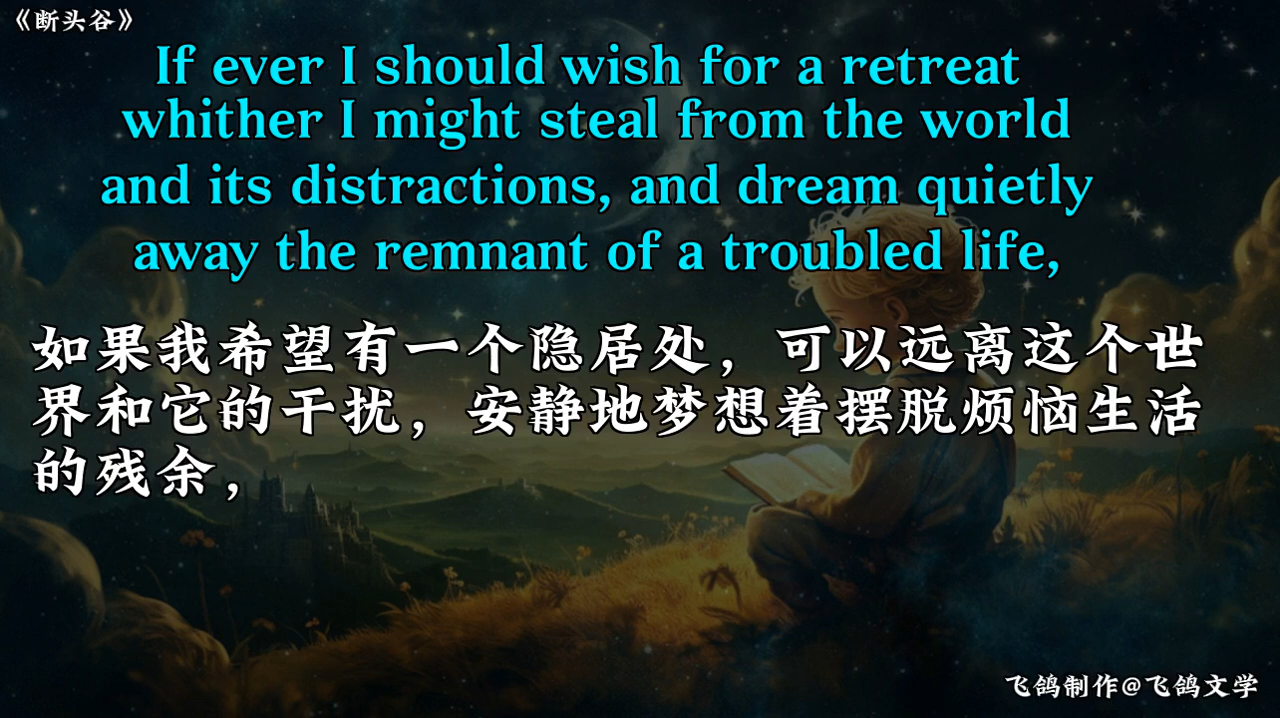 《断头谷》
If ever I should wish for a retreat
whither I might steal from the world
and its distractions, and dream quietly
away the remnant of a troubled life,
如果我希望有一个隐居处，可以远离这个世
界和它的干扰，安静地梦想着摆脱烦恼生活
的残余，
飞鸽制作@飞鸽文学